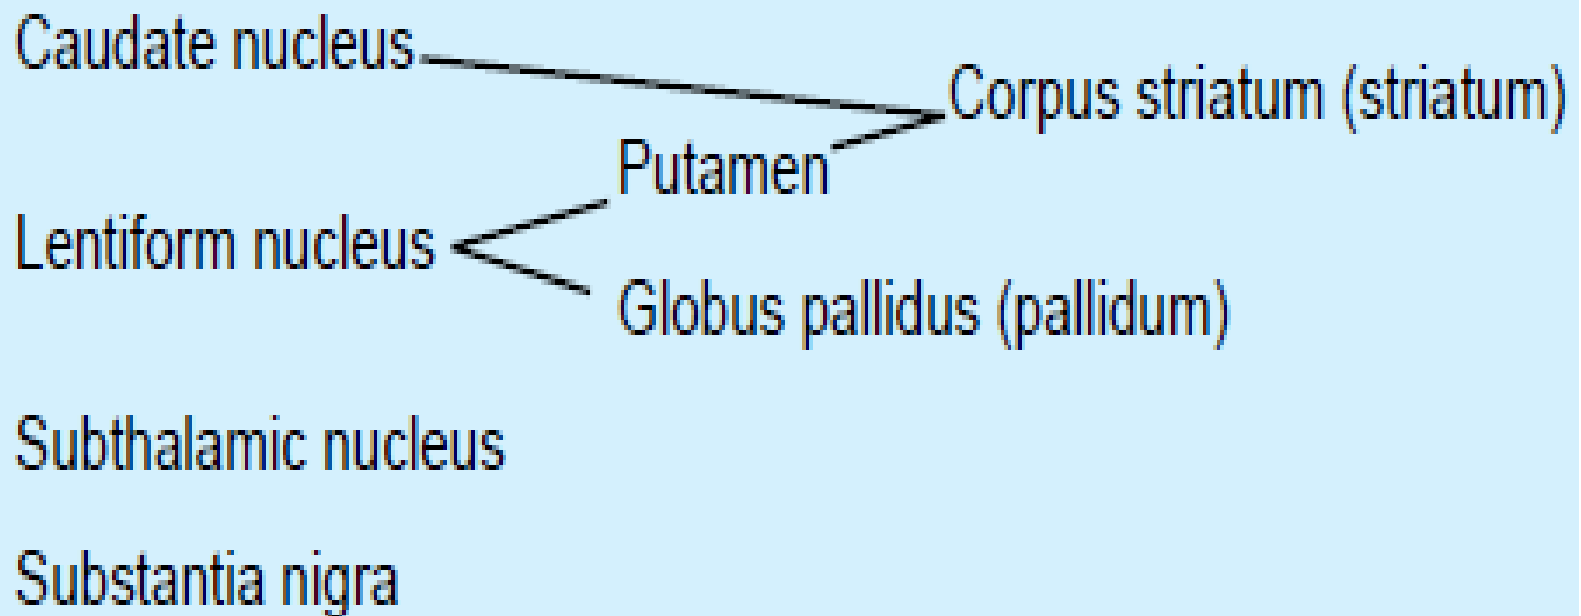 Caudate nucleus
Corpus striatum (striatum)
Putamen
Lentiform nucleus
Globus pallidus (pallidum)
Subthalamic nucleus
Substantia nigra